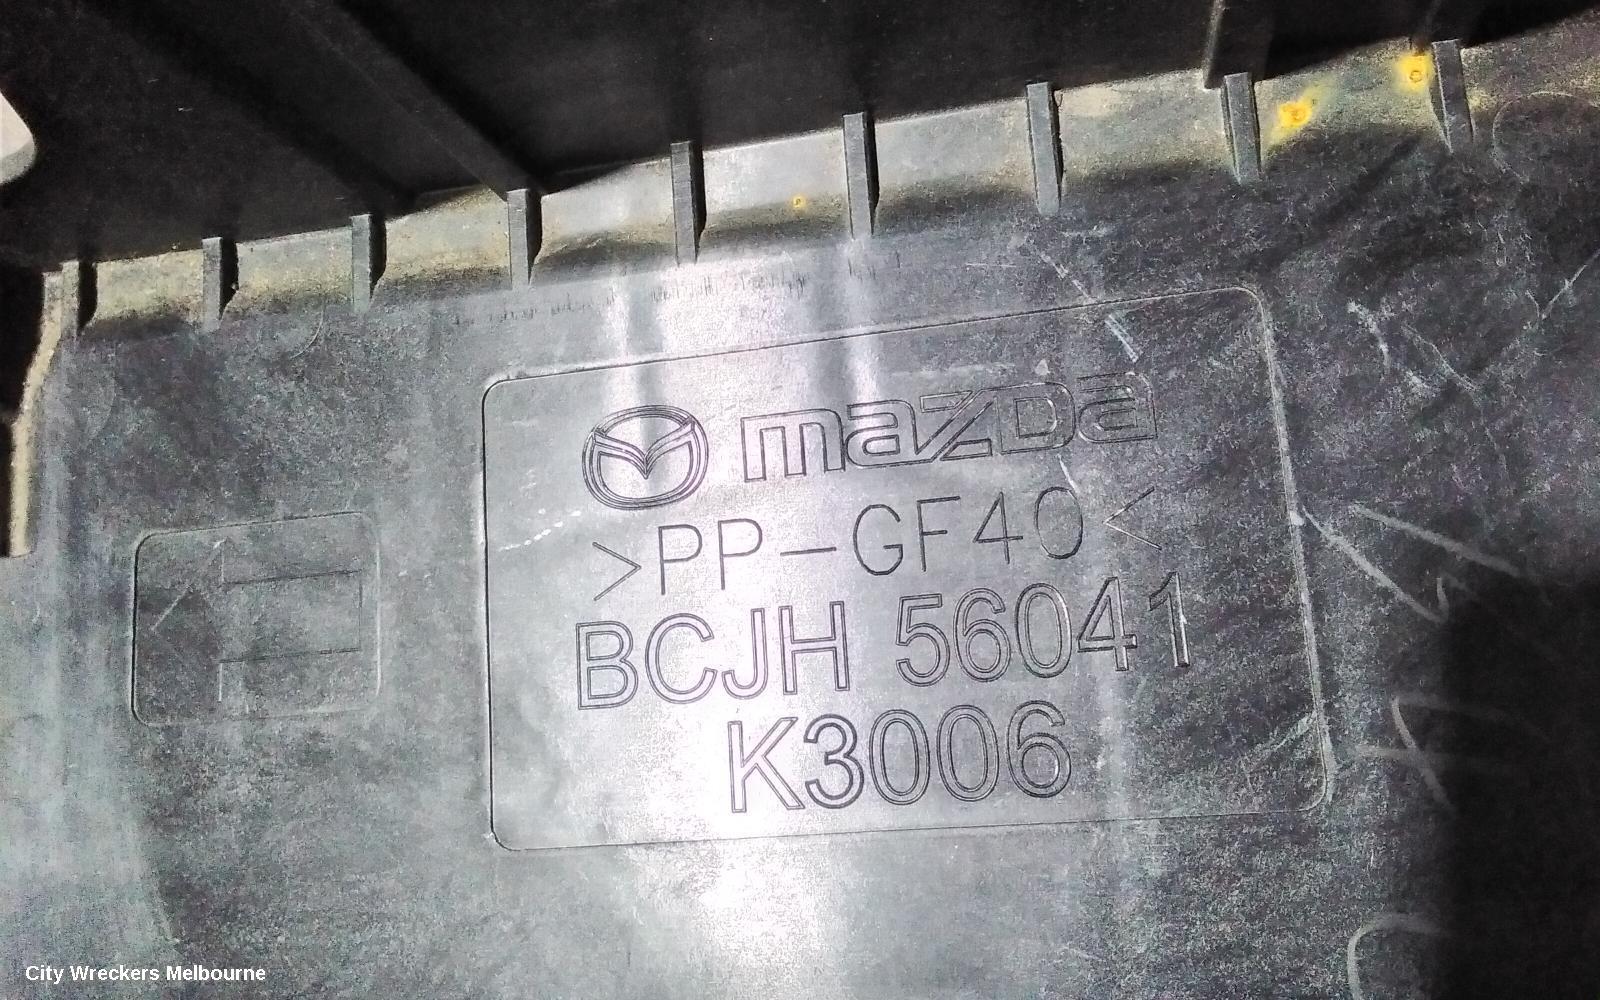 mazda
>PP-GF40<
BCJH 56041
K3006
City Wreckers Melbourne